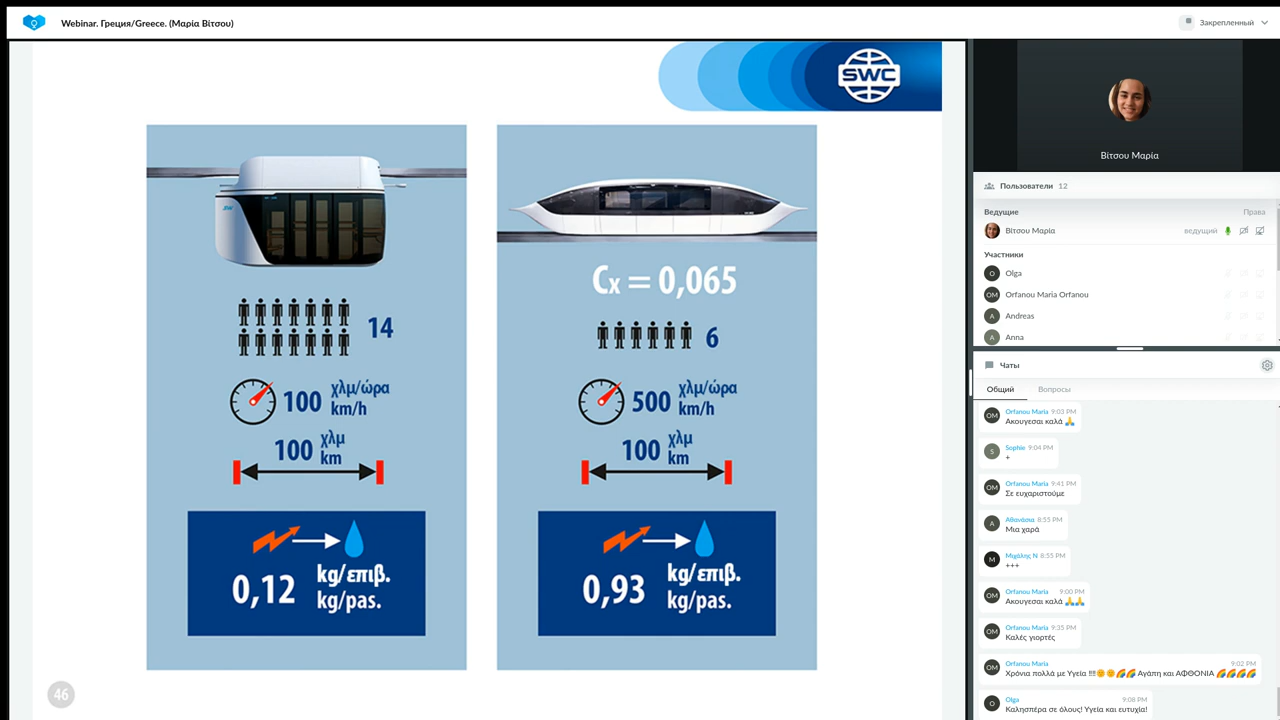 Webinar. Греция/Greece. (Μαρία Βίτσου)
Закрепленный
SWC
14
100 χλμ/ώρα
km/h
100 χλμ
km
0,12 kg/επιβ.
kg/pas.
Cx = 0,065
6
500 χλμ/ώρα
km/h
100 χλμ
km
0,93 kg/επιβ.
kg/pas.
46
Βίτσου Μαρία
Пользователи 12
Ведущие Права
Βίτσου Μαρία ведущий
Участники
O Olga
OM Orfanou Maria Orfanou
A Andreas
A Anna
Чаты
Общий Вопросы
OM Orfanou Maria 9:03 PM
Ακουγεσαι καλά 🙏
S Sophie 9:04 PM
+
OM Orfanou Maria 9:41 PM
Σε ευχαριστούμε
A Αθανάσια 8:55 PM
Μια χαρά
M Μιχάλης Ν 8:55 PM
+++
OM Orfanou Maria 9:00 PM
Ακουγεσαι καλά 🙏🙏
OM Orfanou Maria 9:35 PM
Καλές γιορτές
OM Orfanou Maria 9:02 PM
Χρόνια πολλά με Υγεία !!!!🌞🌞🌈🌈 Αγάπη και ΑΦΘΟΝΙΑ 🌈🌈🌈🌈
O Olga 9:08 PM
Καλησπέρα σε όλους! Υγεία και ευτυχία!